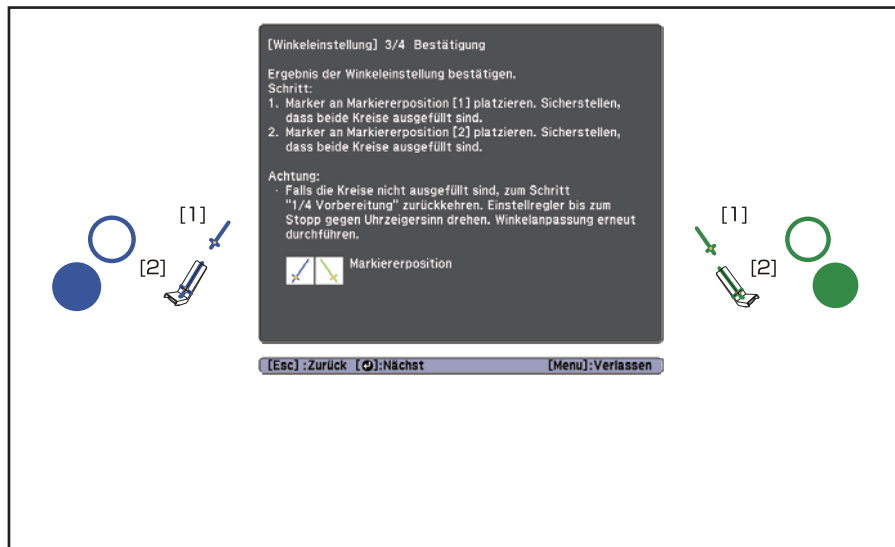 [Winkeleinstellung] 3/4 Bestätigung
Ergebnis der Winkeleinstellung bestätigen.
Schritt:
1. Marker an Markiererposition [1] platzieren. Sicherstellen,
dass beide Kreise ausgefüllt sind.
2. Marker an Markiererposition [2] platzieren. Sicherstellen,
dass beide Kreise ausgefüllt sind.
Achtung:
· Falls die Kreise nicht ausgefüllt sind, zum Schritt
"1/4 Vorbereitung" zurückkehren. Einstellregler bis zum
Stopp gegen Uhrzeigersinn drehen. Winkelanpassung erneut
durchführen.
[1]
[2]
Markiererposition
[1]
[2]
[Esc] :Zurück [⏎]:Nächst [Menu]:Verlassen